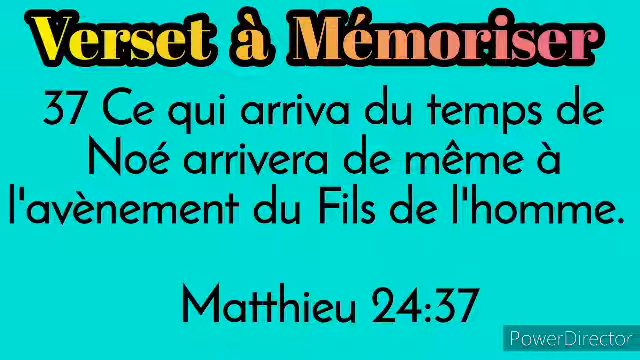 Verset à Mémoriser
37 Ce qui arriva du temps de
Noé arrivera de même à
l'avènement du Fils de l'homme.
Matthieu 24:37
PowerDirector